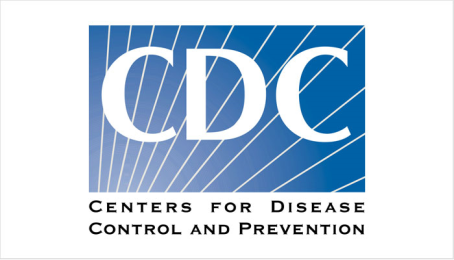 CDC
CENTERS FOR DISEASE
CONTROL AND PREVENTION